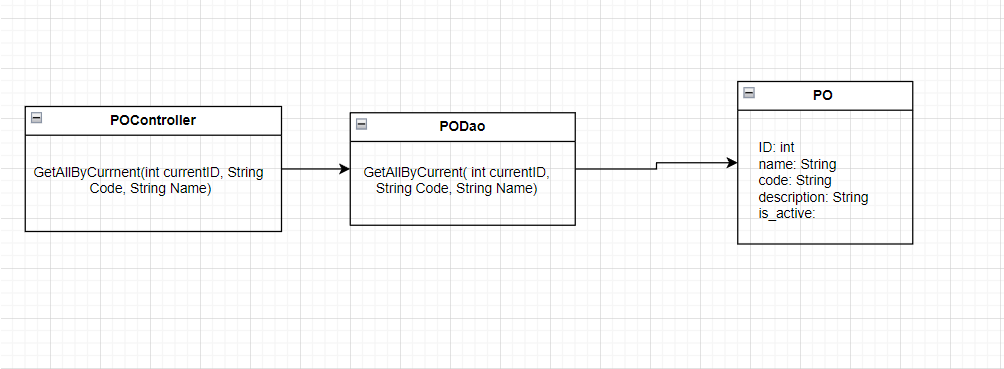 POController
GetAllByCurrnent(int currentID, String
Code, String Name)
PODao
GetAllByCurrent( int currentID,
String Code, String Name)
PO
ID: int
name: String
code: String
description: String
is_active: